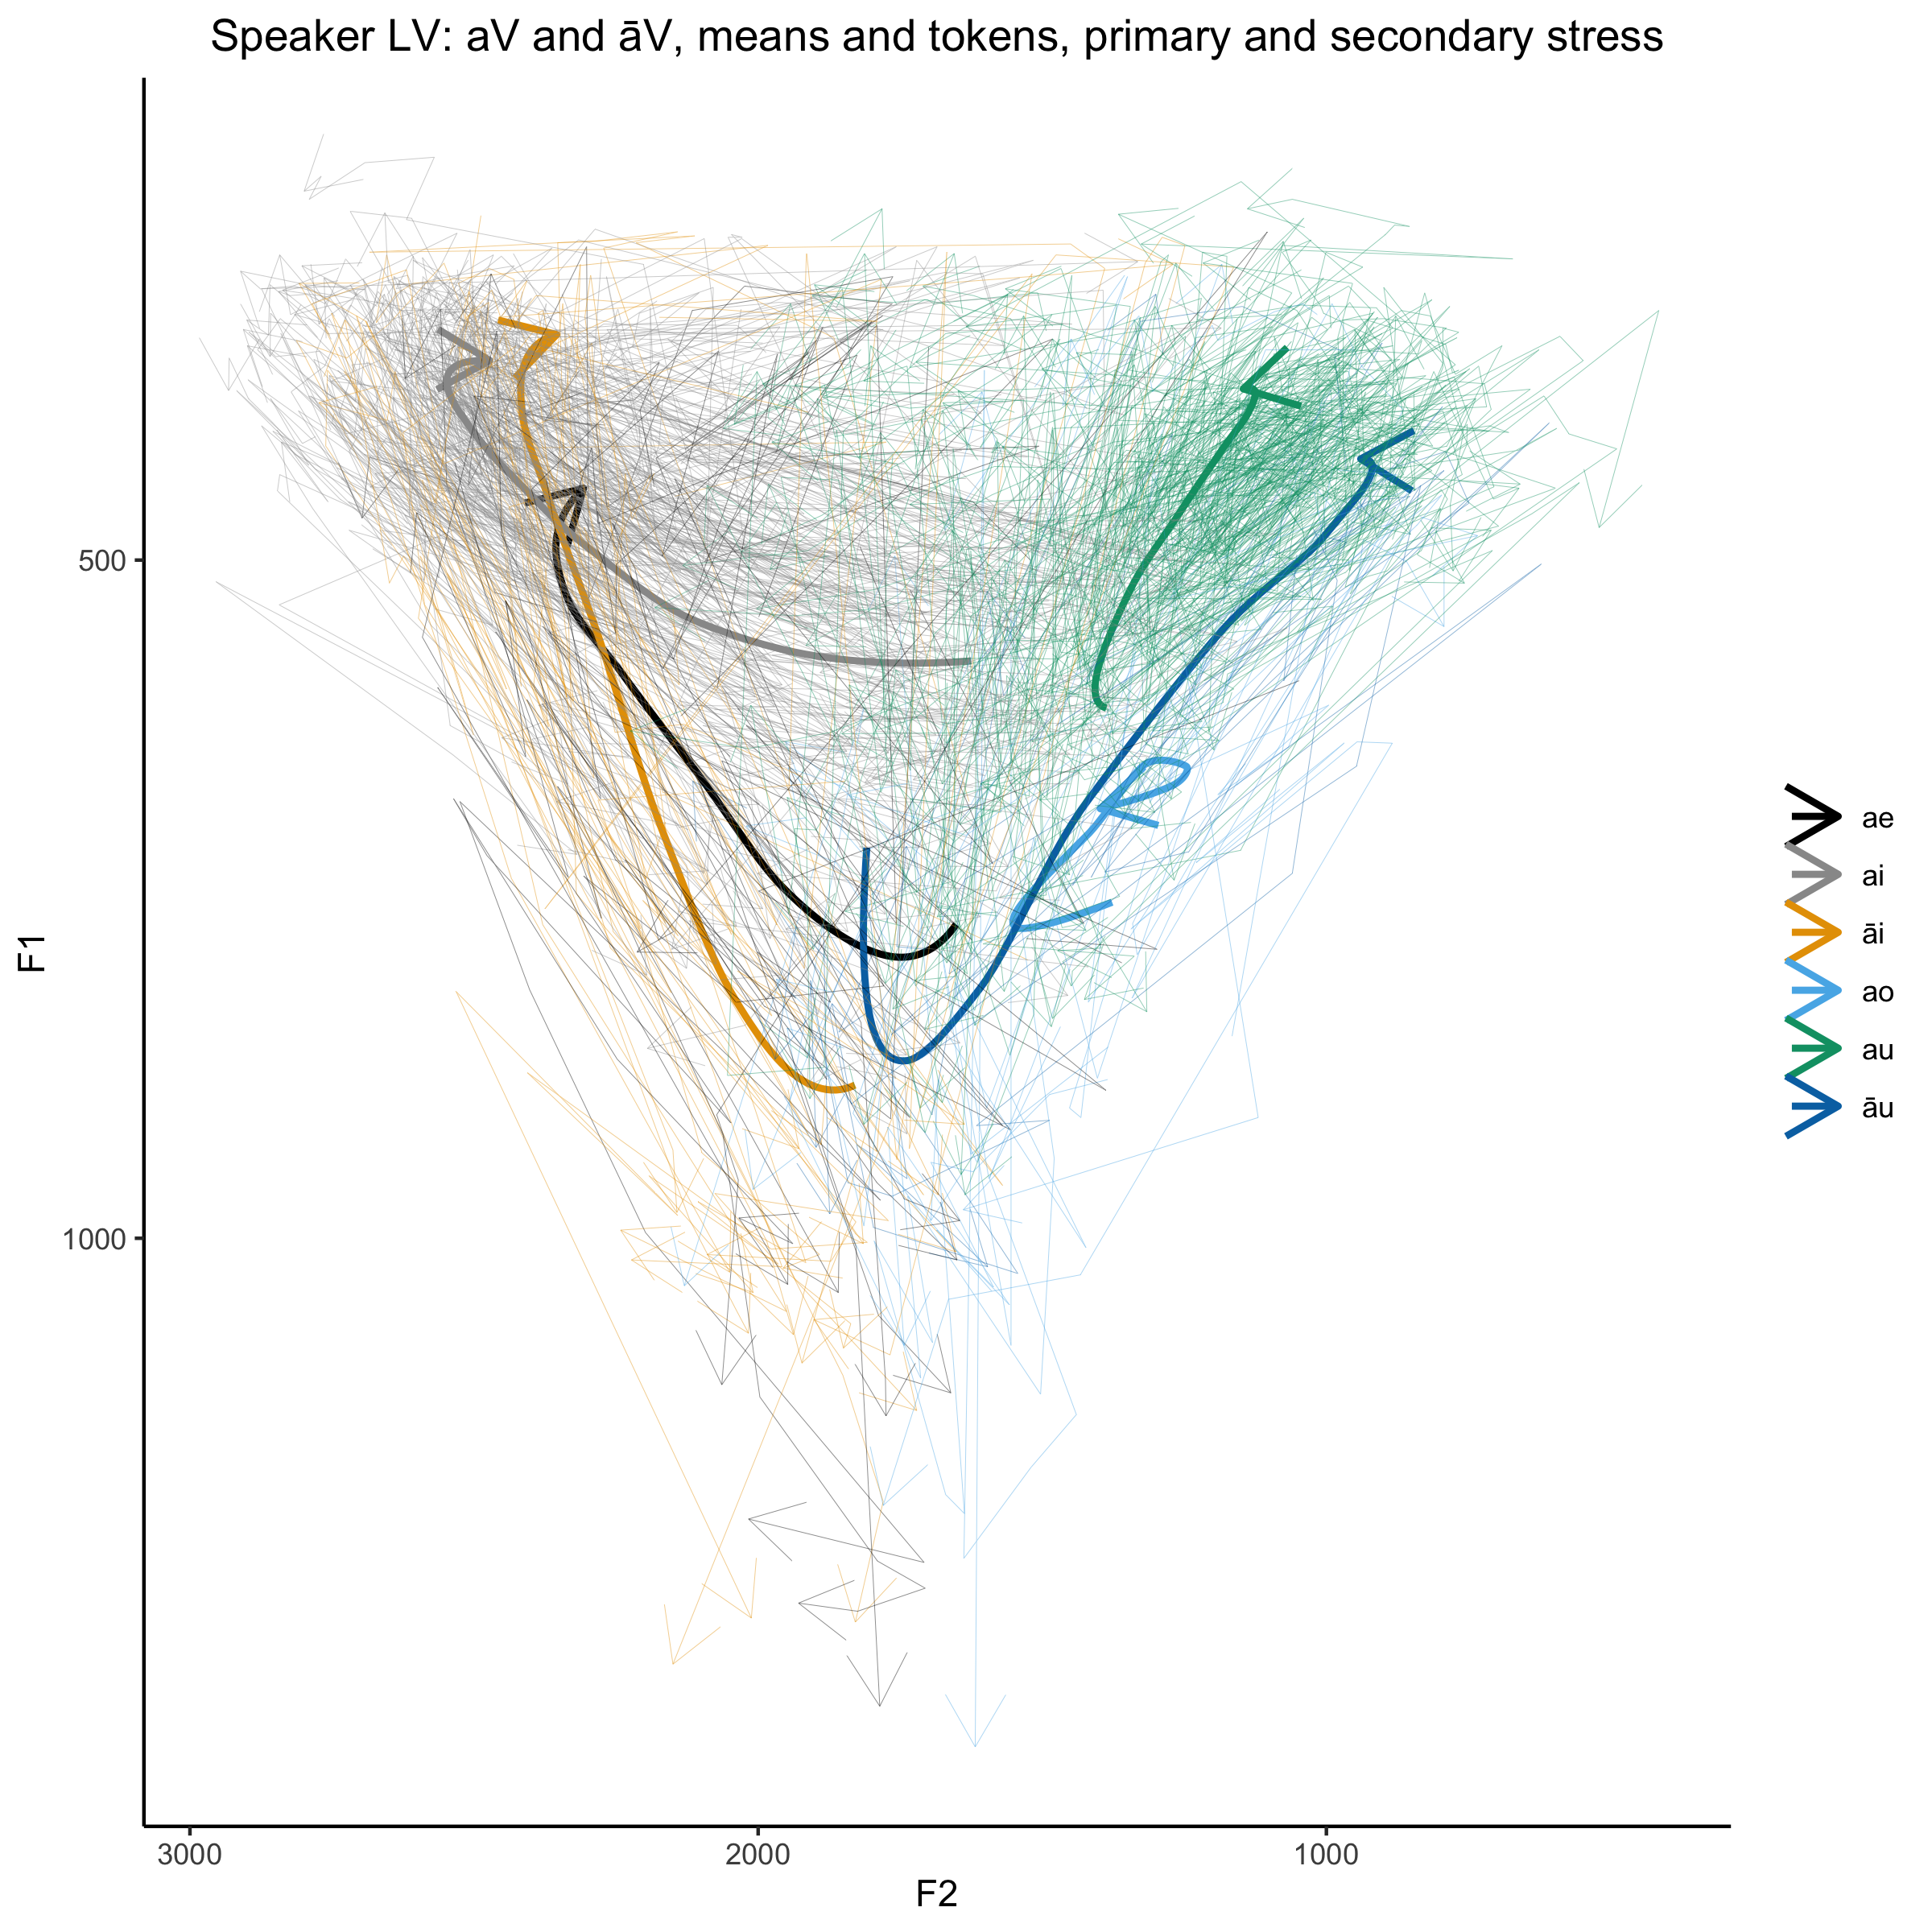 Speaker LV: aV and āV, means and tokens, primary and secondary stress
F1
500
1000
3000
2000
1000
F2
ae
ai
āi
ao
au
āu